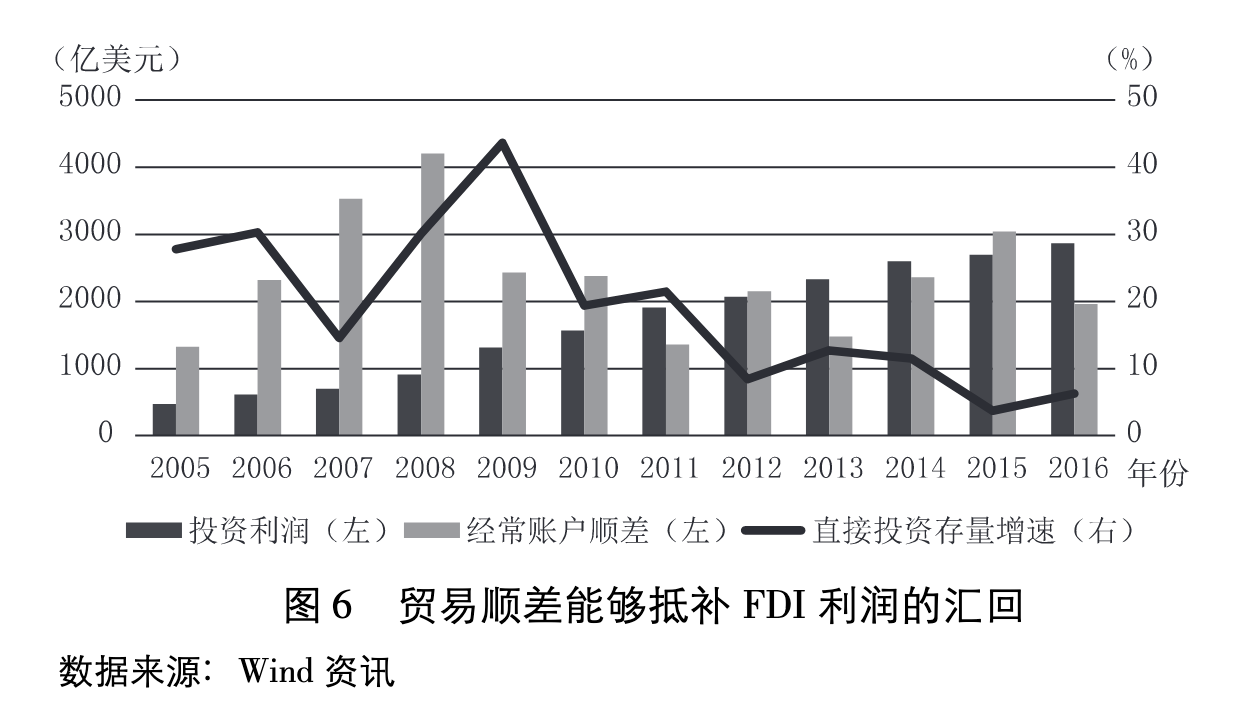 （亿美元） （%）
5000 50
4000 40
3000 30
2000 20
1000 10
0 0
2005 2006 2007 2008 2009 2010 2011 2012 2013 2014 2015 2016 年份
投资利润（左） 经常账户顺差（左） 直接投资存量增速（右）
图 6 贸易顺差能够抵补 FDI 利润的汇回
数据来源：Wind 资讯